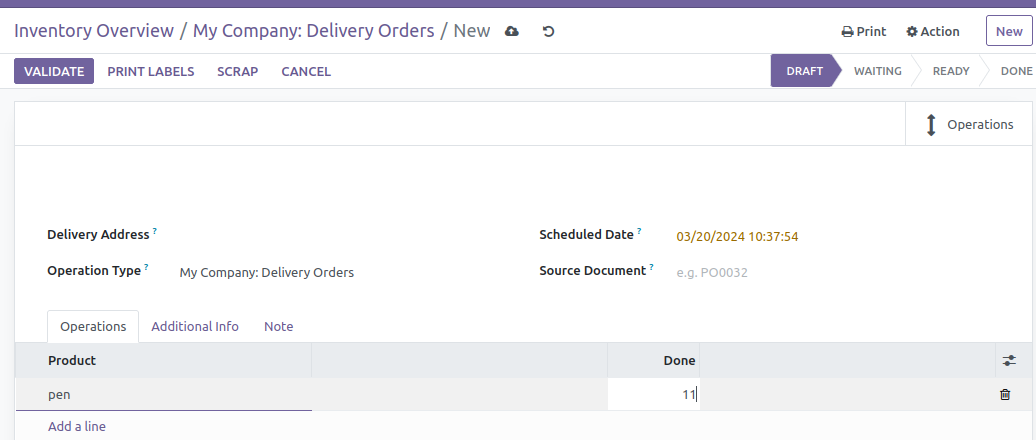 Inventory Overview / My Company: Delivery Orders / New
Print Action New
VALIDATE PRINT LABELS SCRAP CANCEL
DRAFT WAITING READY DONE
Operations
Delivery Address ?
Scheduled Date ? 03/20/2024 10:37:54
Operation Type ? My Company: Delivery Orders
Source Document ? e.g. PO0032
Operations Additional Info Note
Product Done
pen 11
Add a line